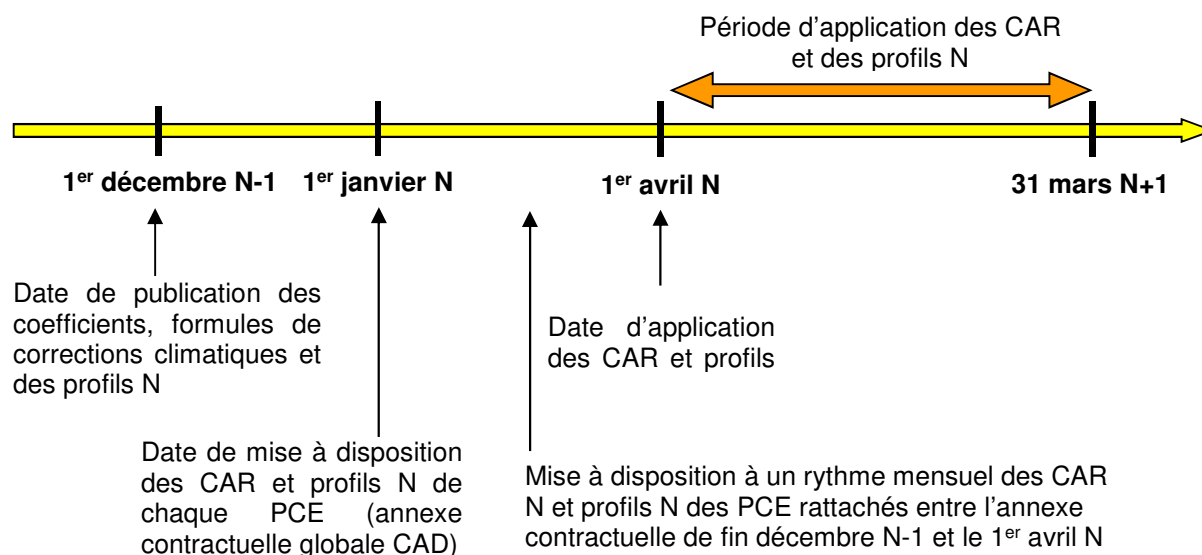 Période d’application des CAR
et des profils N
1er décembre N-1
1er janvier N
1er avril N
31 mars N+1
Date de publication des
coefficients, formules de
corrections climatiques et
des profils N
Date d’application
des CAR et profils
Date de mise à disposition
des CAR et profils N de
chaque PCE (annexe
contractuelle globale CAD)
Mise à disposition à un rythme mensuel des CAR
N et profils N des PCE rattachés entre l’annexe
contractuelle de fin décembre N-1 et le 1er avril N